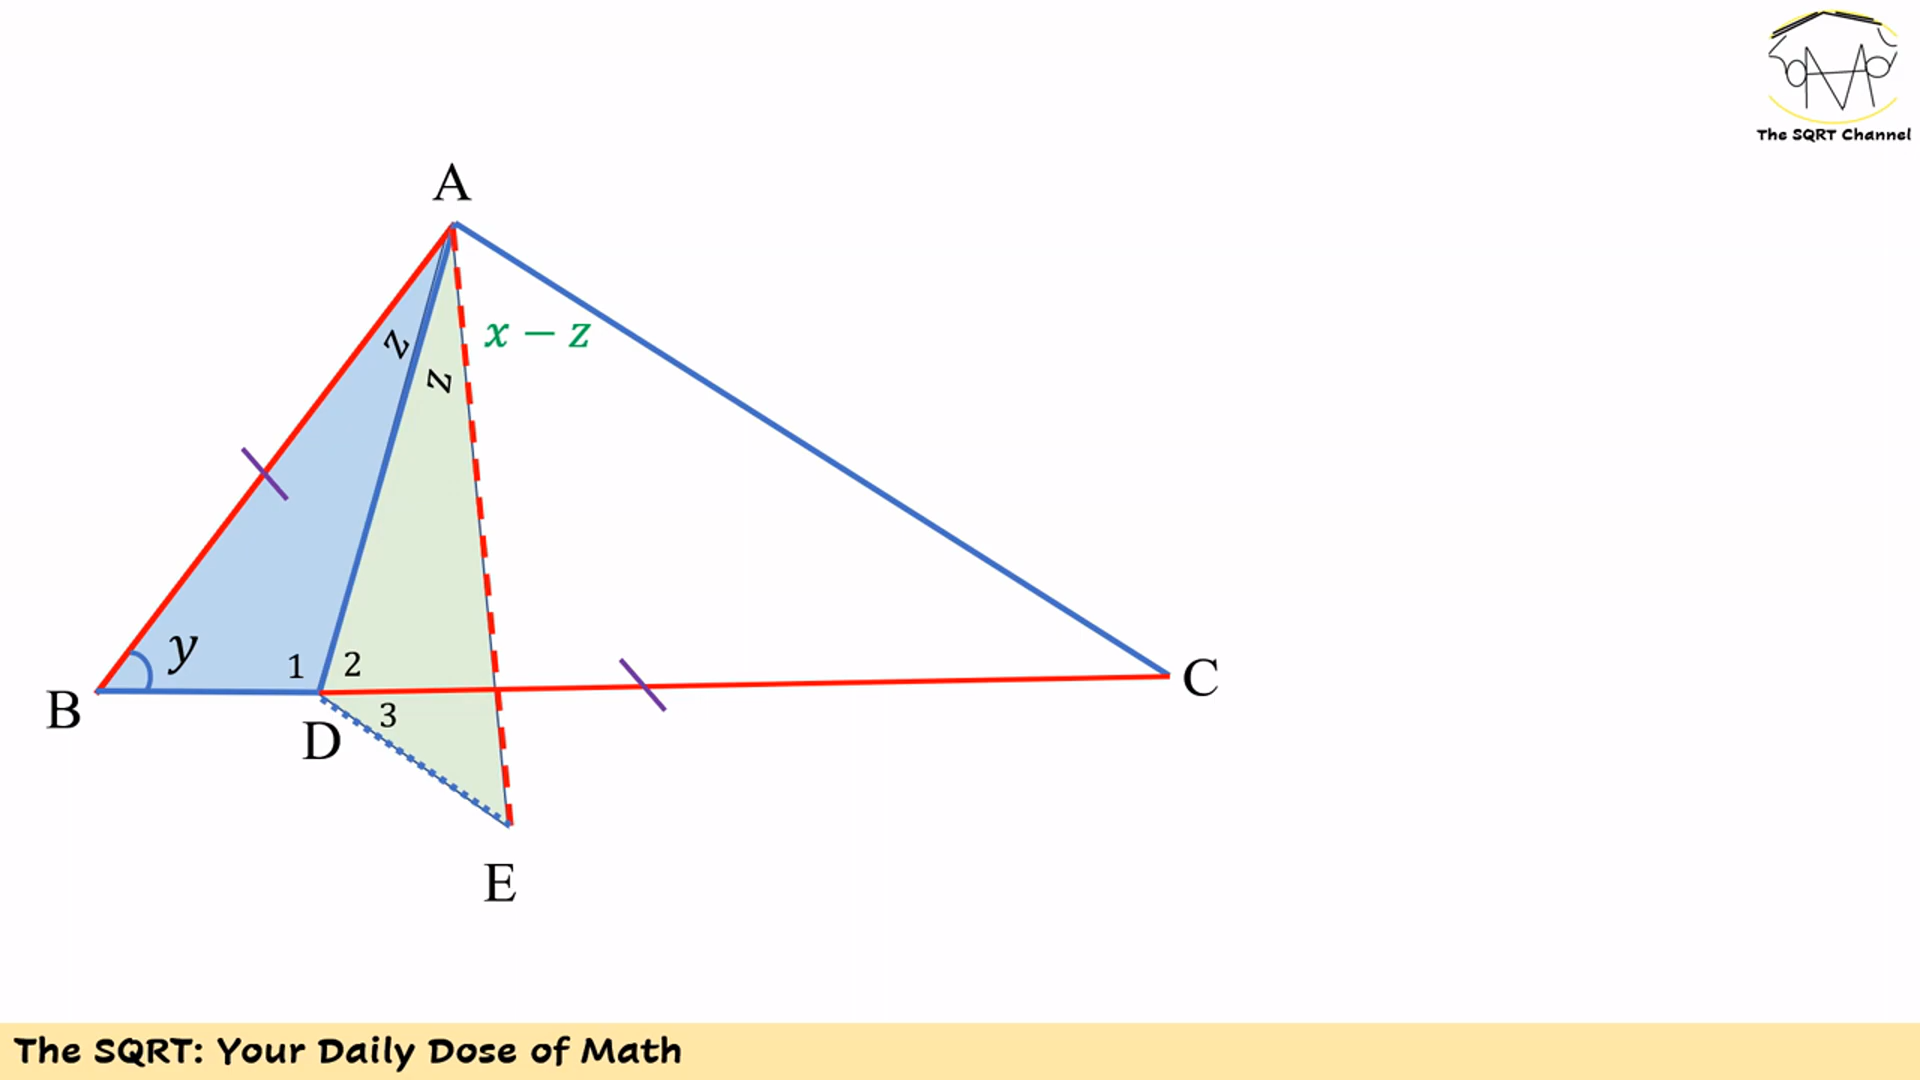 The SQRT Channel
A
x − z
z
z
y
1
2
B
D
3
C
E
The SQRT: Your Daily Dose of Math